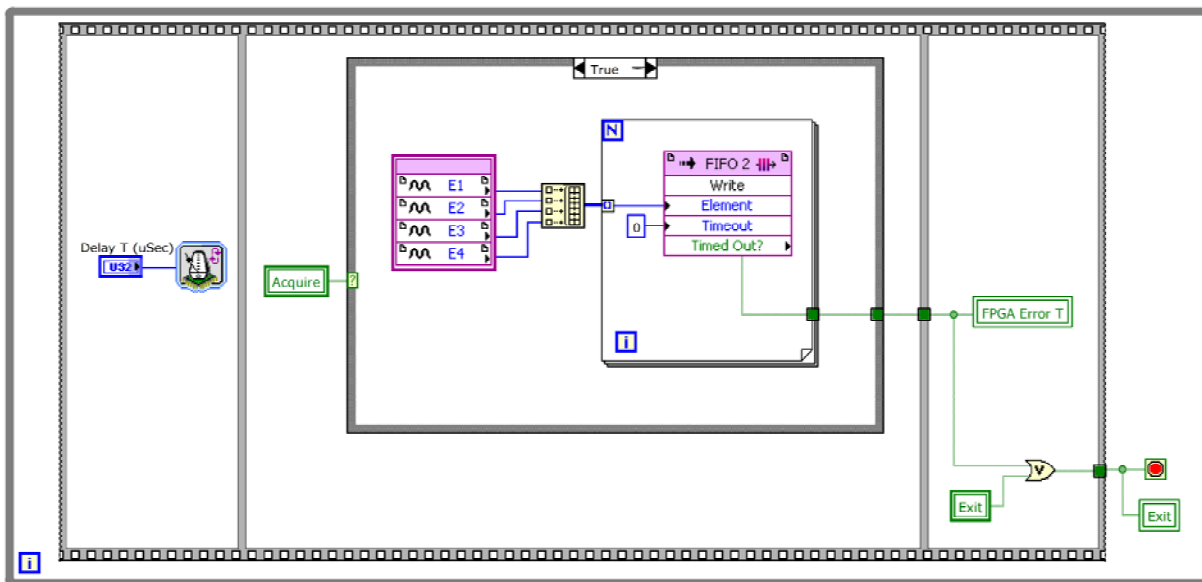 True
N
FIFO 2
Write
Element
Timeout
Timed Out?
0
E1
E2
E3
E4
Delay T (uSec)
U32
Acquire
?
i
FPGA Error T
V
Exit
Exit
i